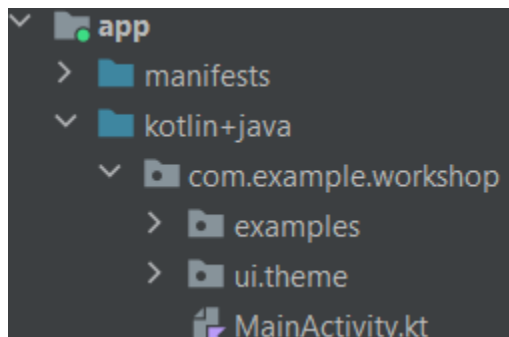 app
manifests
kotlin+java
com.example.workshop
examples
ui.theme
MainActivity.kt